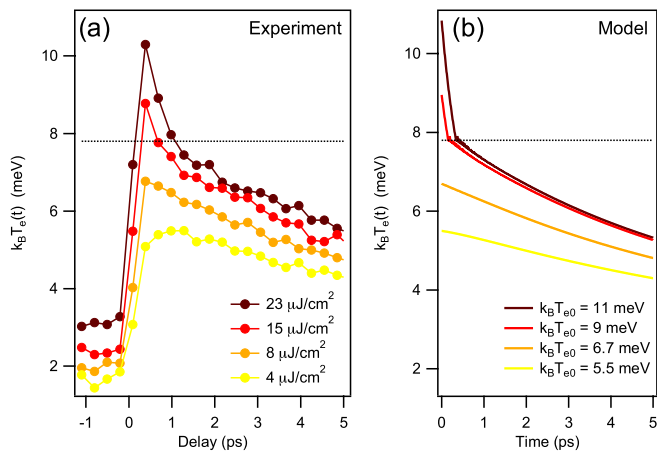 (a) Experiment
k_BT_e(t) (meV)
10
8
6
4
2
23 μJ/cm²
15 μJ/cm²
8 μJ/cm²
4 μJ/cm²
-1 0 1 2 3 4 5
Delay (ps)
(b) Model
k_BT_e(t) (meV)
10
8
6
4
2
k_BT_e0 = 11 meV
k_BT_e0 = 9 meV
k_BT_e0 = 6.7 meV
k_BT_e0 = 5.5 meV
0 1 2 3 4 5
Time (ps)